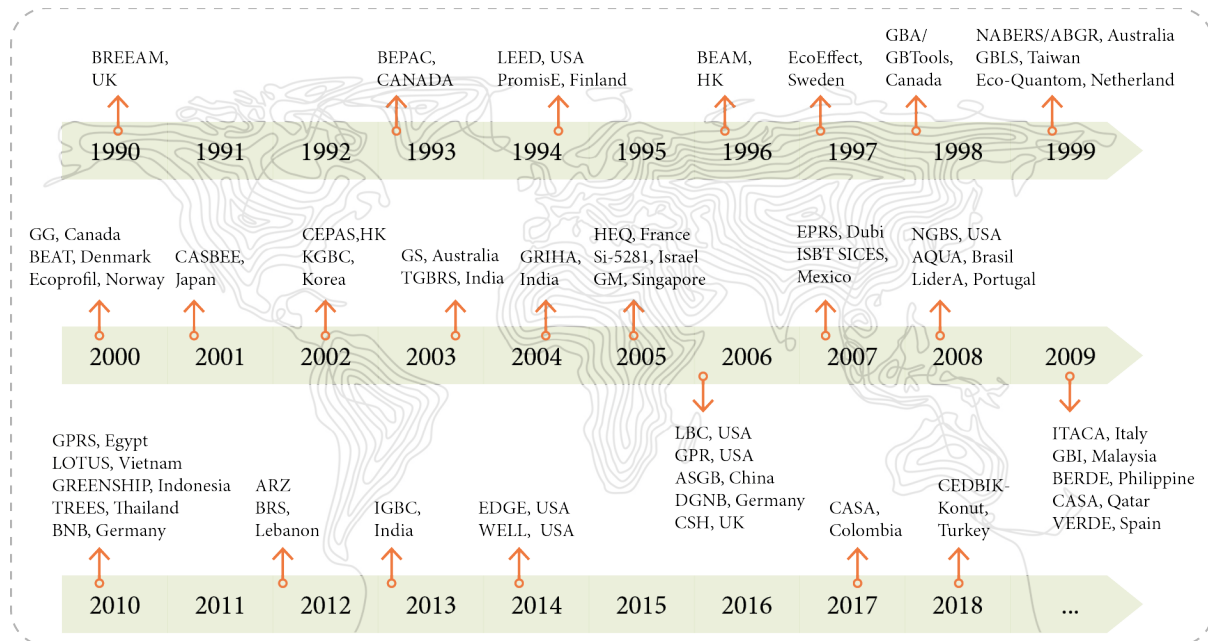 BREEAM,
UK
BEPAC,
CANADA
LEED, USA
PromisE, Finland
BEAM,
HK
EcoEffect,
Sweden
GBA/
GBTools,
Canada
NABERS/ABGR, Australia
GBLS, Taiwan
Eco-Quantom, Netherland
1990 1991 1992 1993 1994 1995 1996 1997 1998 1999
GG, Canada
BEAT, Denmark
Ecoprofil, Norway
CASBEE,
Japan
CEPAS,HK
KGBC,
Korea
GS, Australia
TGBRS, India
GRIHA,
India
HEQ, France
Si-5281, Israel
GM, Singapore
EPRS, Dubi
ISBT SICES,
Mexico
NGBS, USA
AQUA, Brasil
LiderA, Portugal
2000 2001 2002 2003 2004 2005 2006 2007 2008 2009
LBC, USA
GPR, USA
ASGB, China
DGNB, Germany
CSH, UK
ITACA, Italy
GBI, Malaysia
BERDE, Philippine
CASA, Qatar
VERDE, Spain
GPRS, Egypt
LOTUS, Vietnam
GREENSHIP, Indonesia
TREES, Thailand
BNB, Germany
ARZ
BRS,
Lebanon
IGBC,
India
EDGE, USA
WELL, USA
CASA,
Colombia
CEDBIK-
Konut,
Turkey
2010 2011 2012 2013 2014 2015 2016 2017 2018 ...